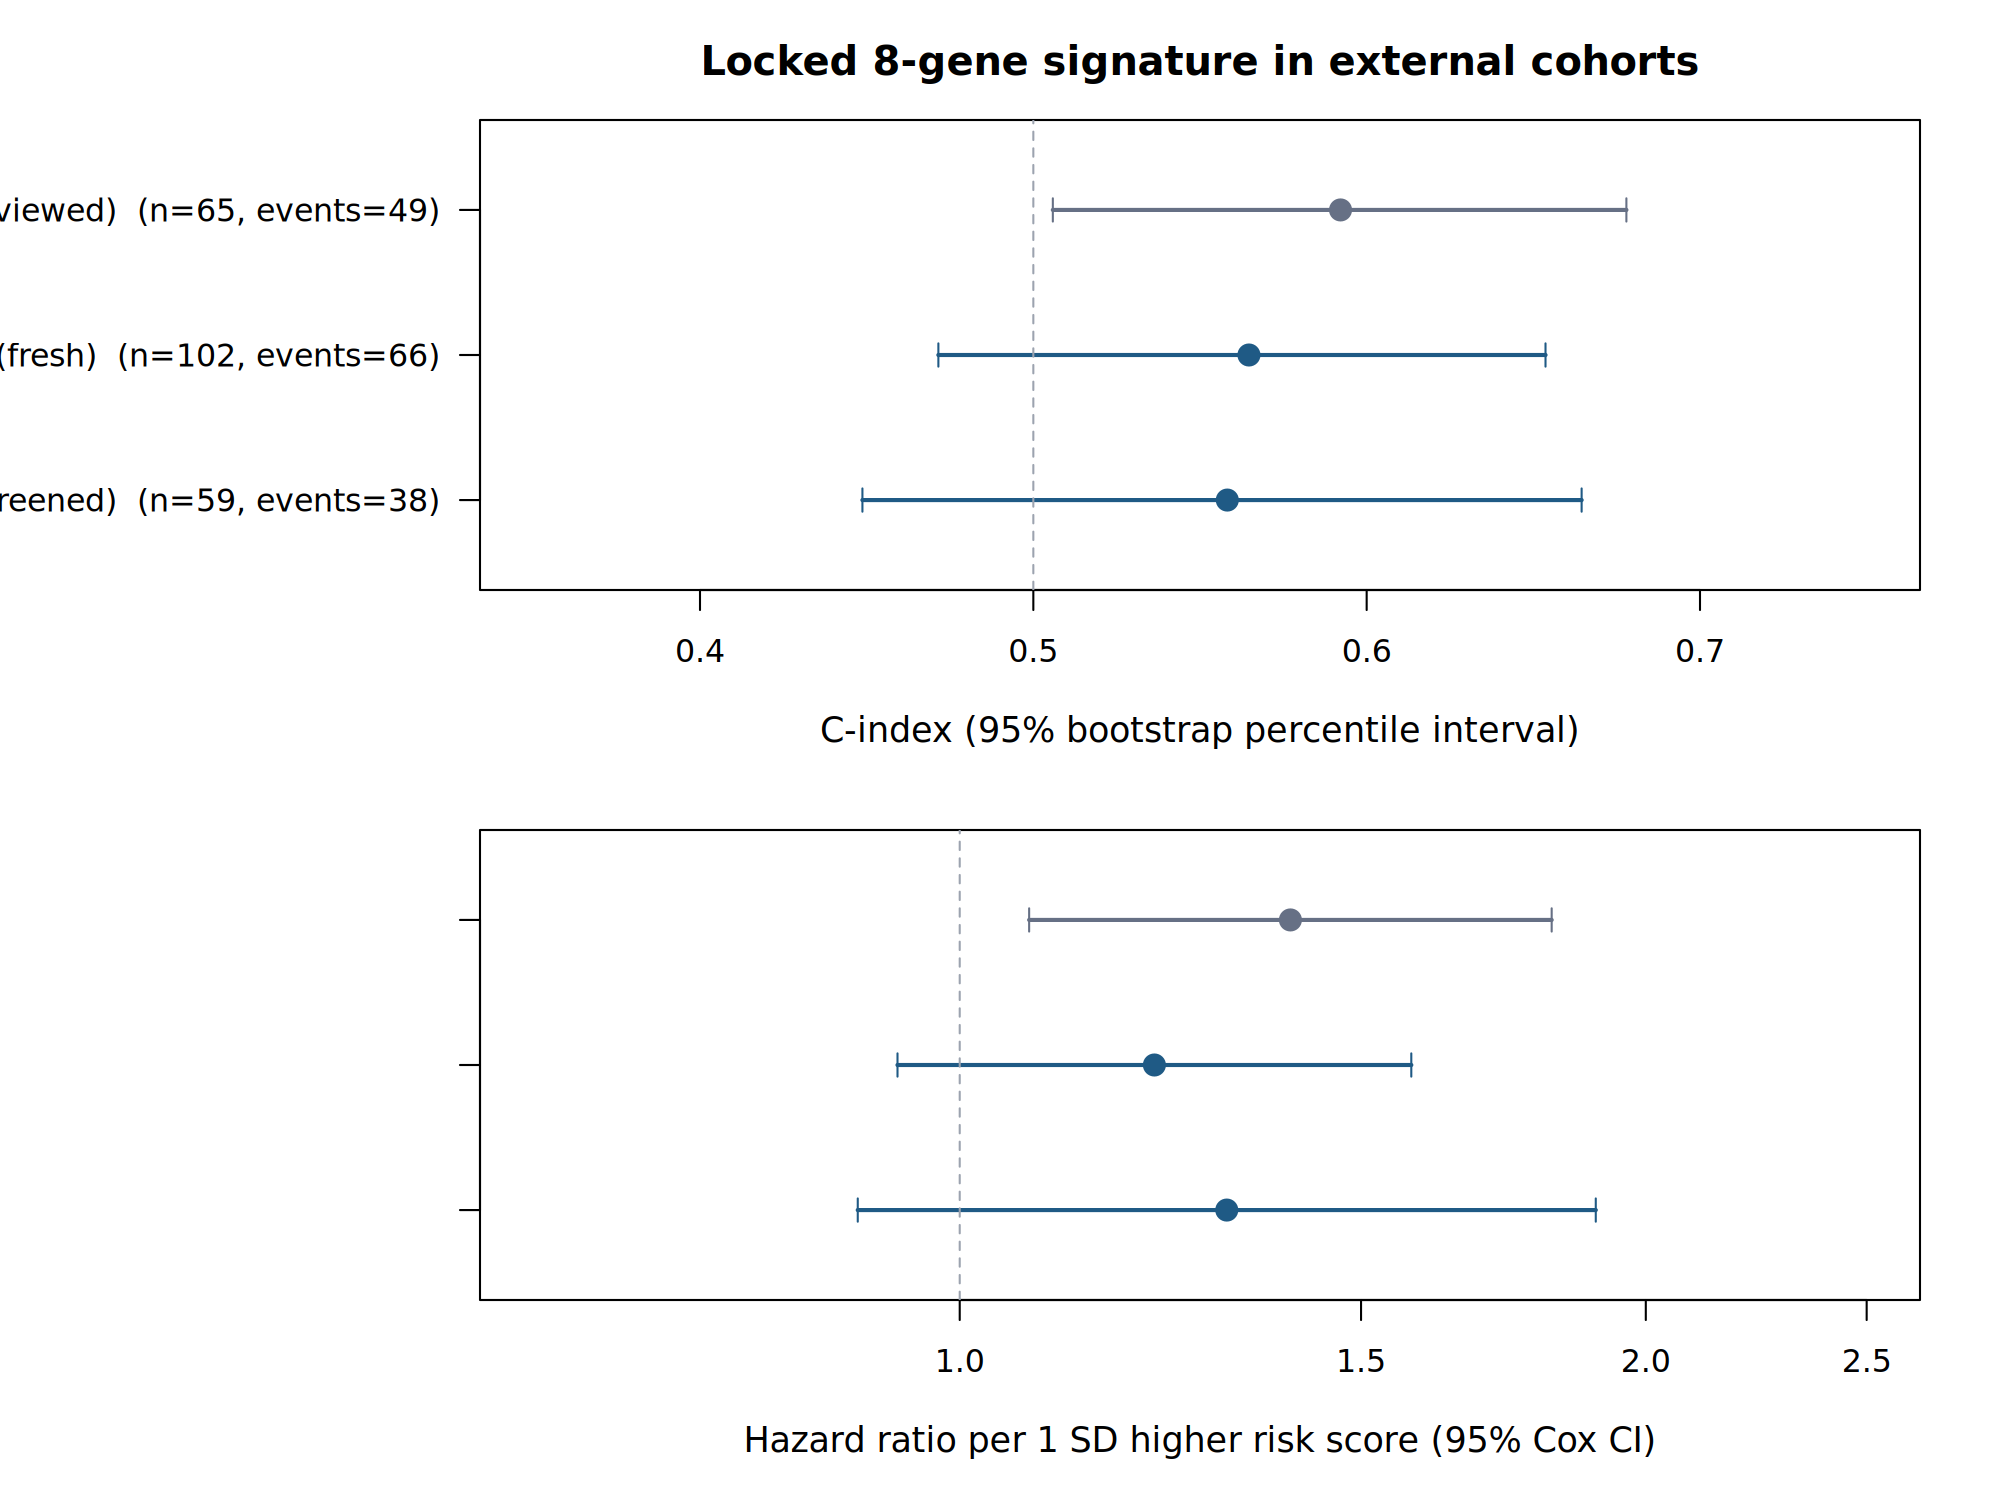 Locked 8-gene signature in external cohorts
(n=65, events=49)
(fresh) (n=102, events=66)
(n=59, events=38)
0.4 0.5 0.6 0.7
C-index (95% bootstrap percentile interval)
1.0 1.5 2.0 2.5
Hazard ratio per 1 SD higher risk score (95% Cox CI)